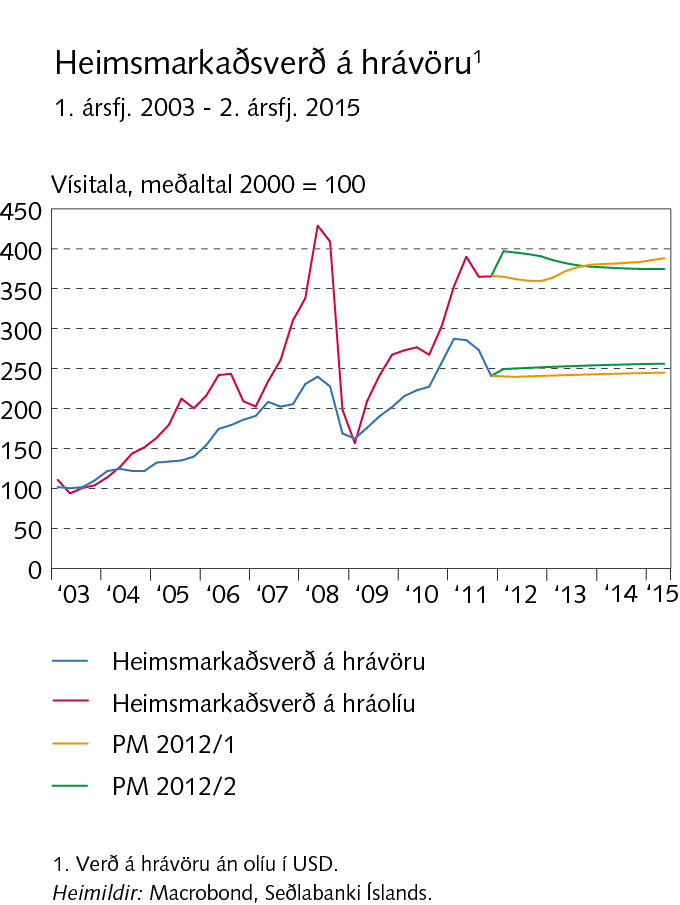 Heimsmarkaðsverð á hrávöru¹
1. ársfj. 2003 - 2. ársfj. 2015
Vísitala, meðaltal 2000 = 100
450
400
350
300
250
200
150
100
50
0
‘03 ‘04 ‘05 ‘06 ‘07 ‘08 ‘09 ‘10 ‘11 ‘12 ‘13 ‘14 ‘15
Heimsmarkaðsverð á hrávöru
Heimsmarkaðsverð á hráolíu
PM 2012/1
PM 2012/2
1. Verð á hrávöru án olíu í USD.
Heimildir: Macrobond, Seðlabanki Íslands.